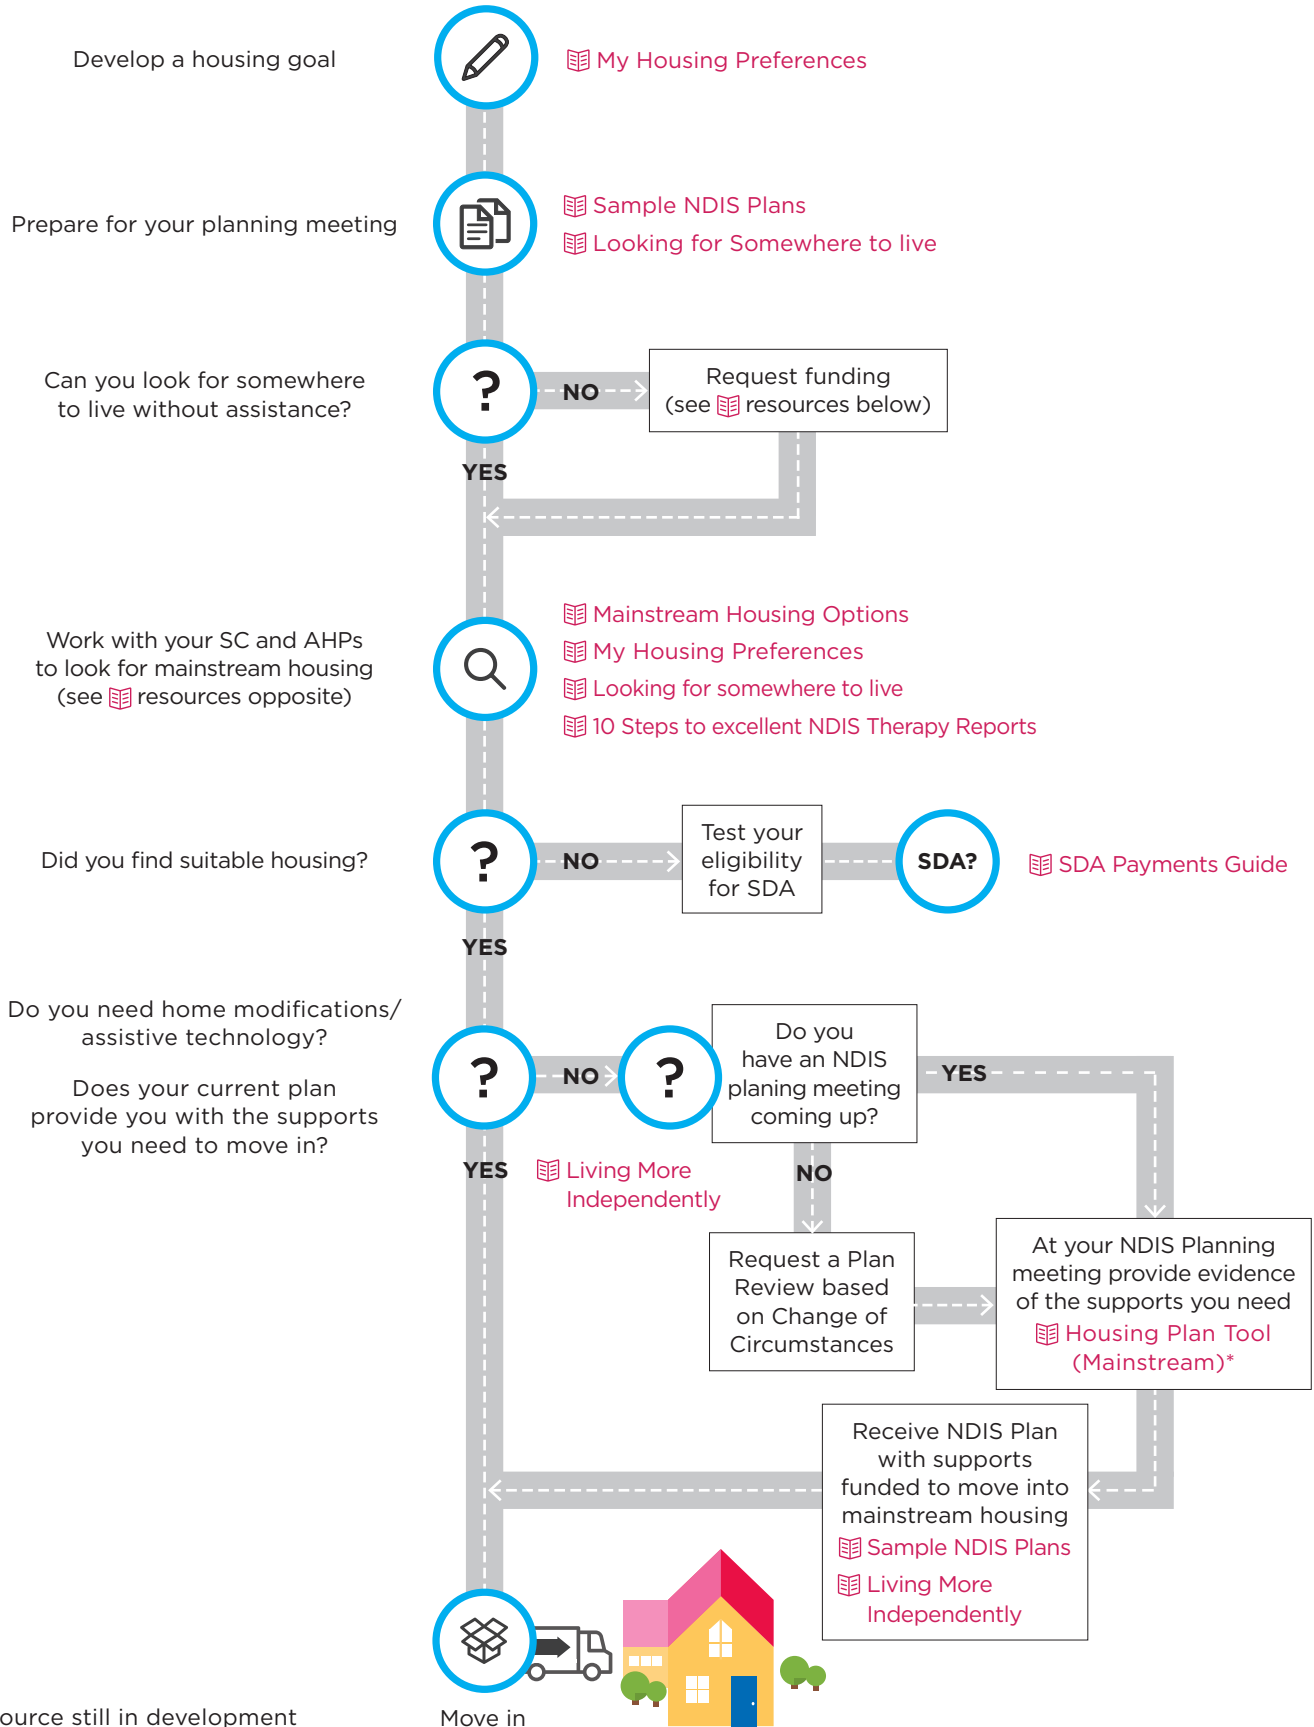 Develop a housing goal
My Housing Preferences
Prepare for your planning meeting
Sample NDIS Plans
Looking for Somewhere to live
Can you look for somewhere
to live without assistance?
?
NO
Request funding
(see resources below)
YES
Work with your SC and AHPs
to look for mainstream housing
(see resources opposite)
Mainstream Housing Options
My Housing Preferences
Looking for somewhere to live
10 Steps to excellent NDIS Therapy Reports
Did you find suitable housing?
?
NO
Test your
eligibility
for SDA
SDA?
SDA Payments Guide
YES
Do you need home modifications/
assistive technology?
Does your current plan
provide you with the supports
you need to move in?
?
NO
?
Do you
have an NDIS
planing meeting
coming up?
YES
YES
Living More
Independently
NO
Request a Plan
Review based
on Change of
Circumstances
At your NDIS Planning
meeting provide evidence
of the supports you need
Housing Plan Tool
(Mainstream)*
Receive NDIS Plan
with supports
funded to move into
mainstream housing
Sample NDIS Plans
Living More
Independently
still in development
Move in